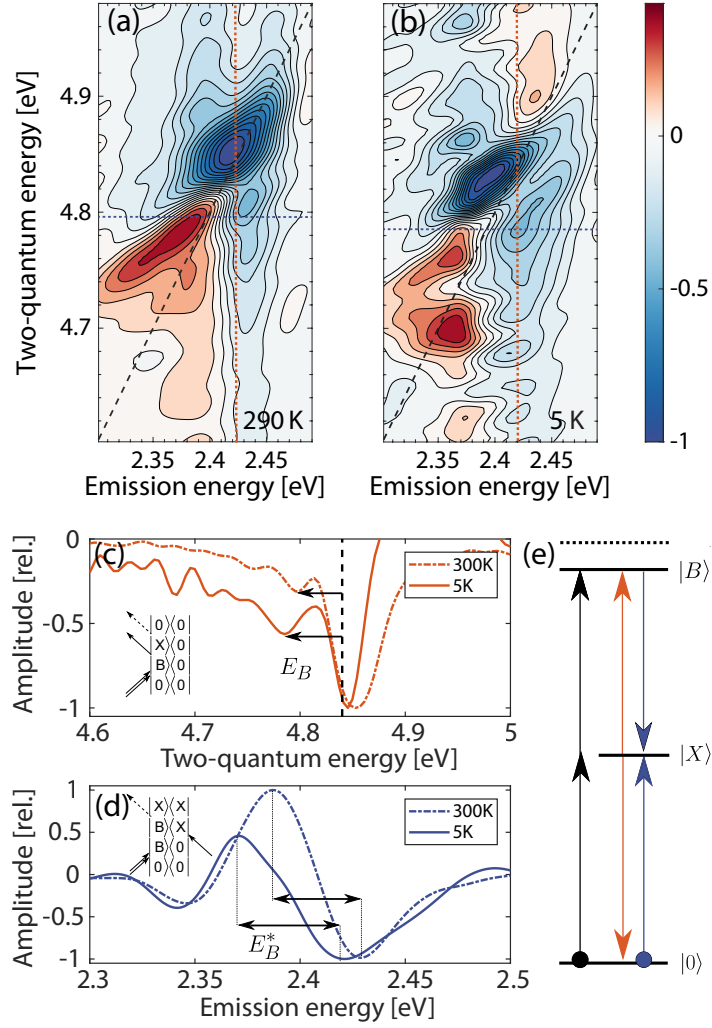 (a)
(b)
Two-quantum energy [eV]
4.9
4.8
4.7
290 K
5 K
2.35 2.4 2.45
2.35 2.4 2.45
Emission energy [eV]
Emission energy [eV]
0
-0.5
-1
(c)
Amplitude [rel.]
0
-0.5
-1
300K
5K
E_B
|0⟩⟨0|
|X⟩⟨0|
|B⟩⟨0|
|0⟩⟨0|
4.6 4.7 4.8 4.9 5
Two-quantum energy [eV]
(d)
Amplitude [rel.]
1
0.5
0
-0.5
-1
300K
5K
|X⟩⟨X|
|B⟩⟨X|
|B⟩⟨0|
|0⟩⟨0|
E_B^*
2.3 2.35 2.4 2.45 2.5
Emission energy [eV]
(e)
|B⟩
|X⟩
|0⟩